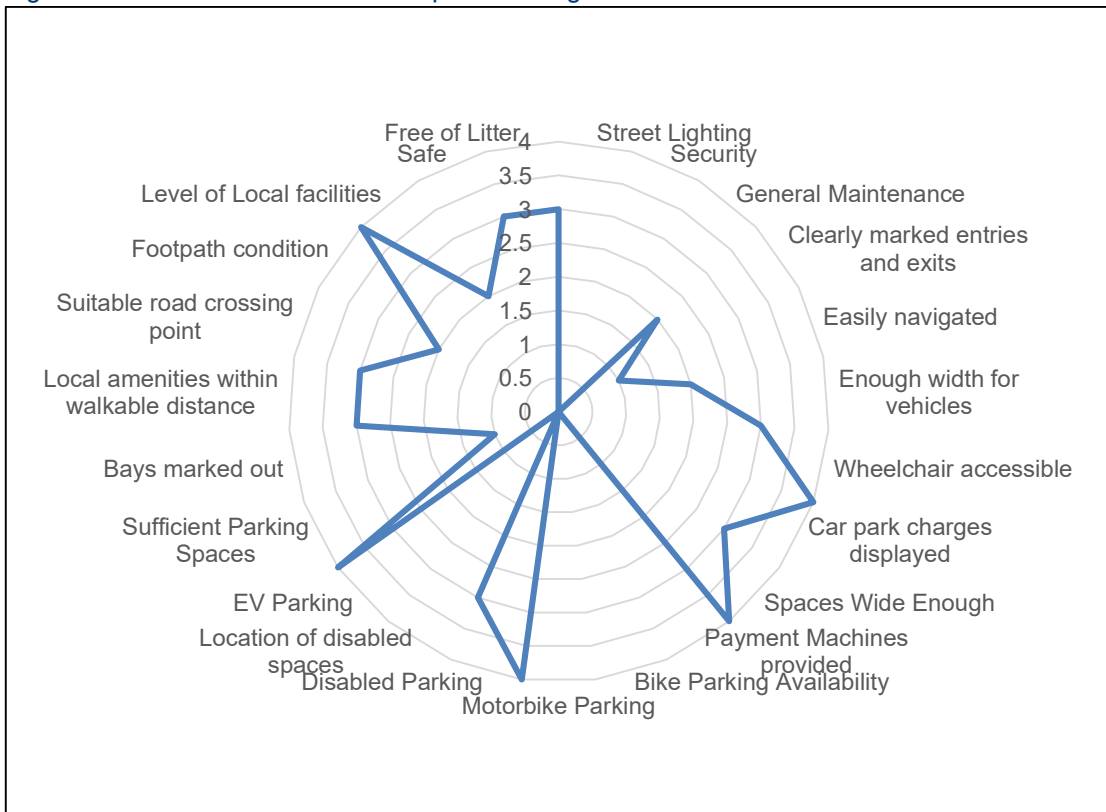 Free of Litter
Safe
Level of Local facilities
Footpath condition
Suitable road crossing
point
Local amenities within
walkable distance
Bays marked out
Sufficient Parking
Spaces
EV Parking
Location of disabled
spaces
Disabled Parking
Motorbike Parking
Bike Parking Availability
Payment Machines
provided
Spaces Wide Enough
Car park charges
displayed
Wheelchair accessible
Enough width for
vehicles
Easily navigated
Clearly marked entries
and exits
General Maintenance
Security
Street Lighting
4
3.5
3
2.5
2
1.5
1
0.5
0